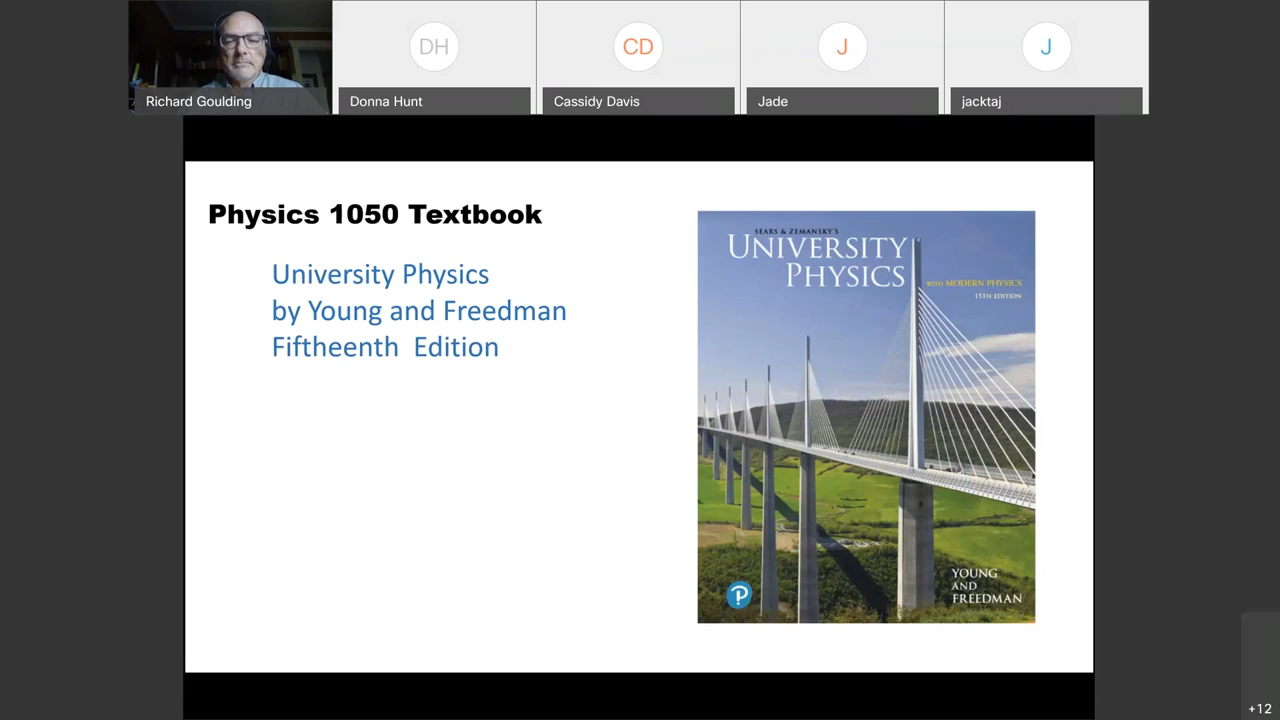 DH
CD
J
J
Richard Goulding
Donna Hunt
Cassidy Davis
Jade
jacktaj
Physics 1050 Textbook
University Physics
by Young and Freedman
Fiftheenth Edition
SEARS & ZEMANSKY'S
UNIVERSITY
PHYSICS
WITH MODERN PHYSICS
15TH EDITION
YOUNG
AND
FREEDMAN
P
+12